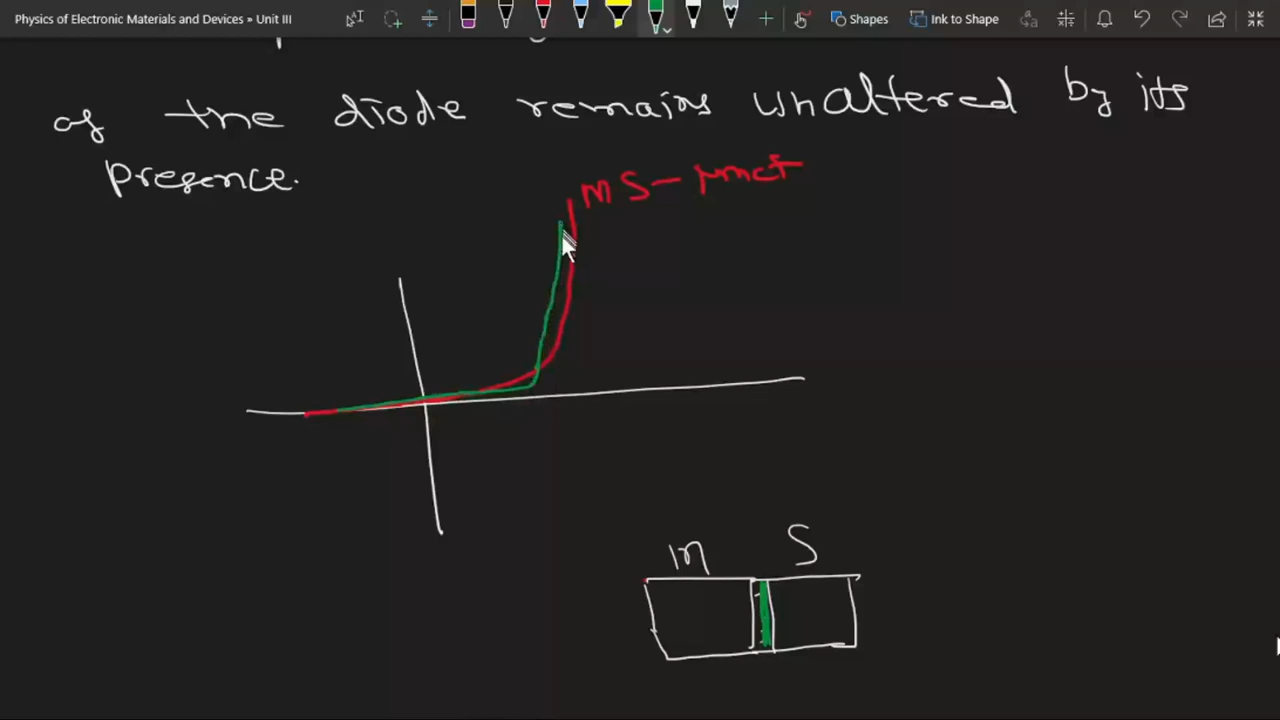 Physics of Electronic Materials and Devices » Unit III
Shapes
Ink to Shape
of the diode remains unaltered by its
presence.
MS-junct
m S